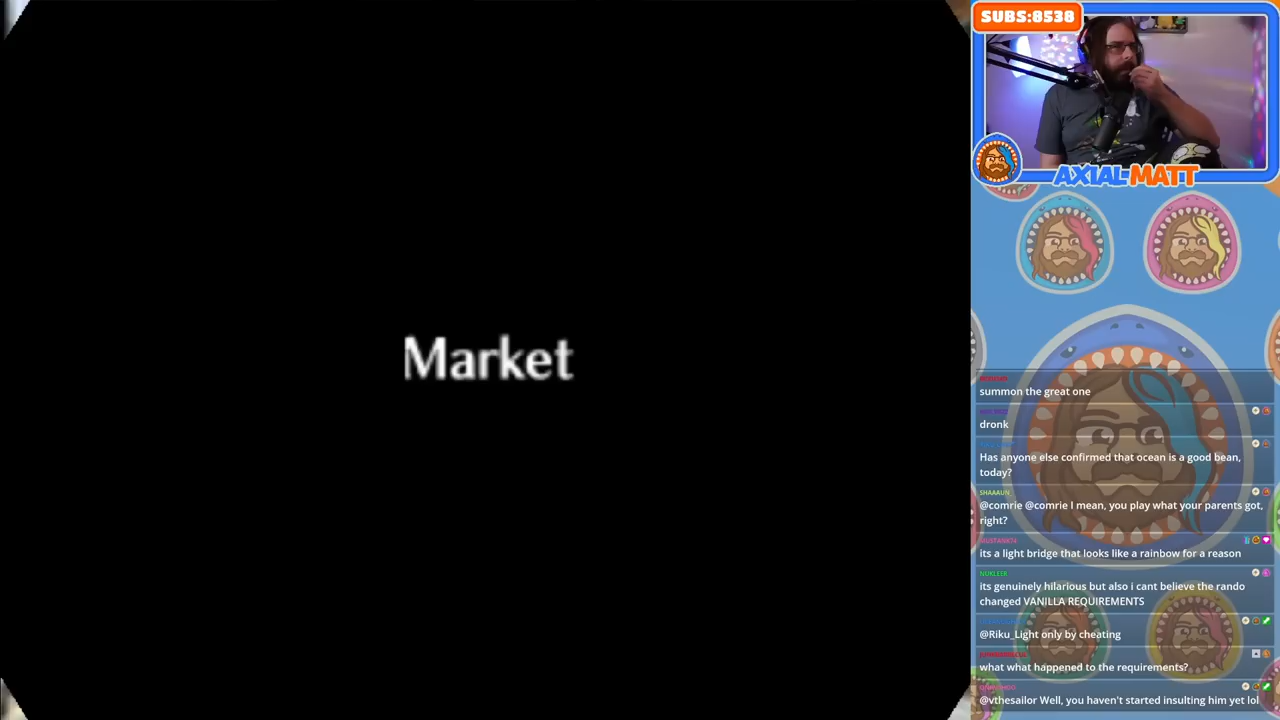 SUBS:8538
AXIAL-MATT
Market
summon the great one
dronk
Has anyone else confirmed that ocean is a good bean,
today?
SHAAAUN
@comrie @comrie I mean, you play what your parents got,
right?
its a light bridge that looks like a rainbow for a reason
NUKLEER
its genuinely hilarious but also i cant believe the rando
changed VANILLA REQUIREMENTS
@Riku_Light only by cheating
what what happened to the requirements?
@vthesailor Well, you haven't started insulting him yet lol